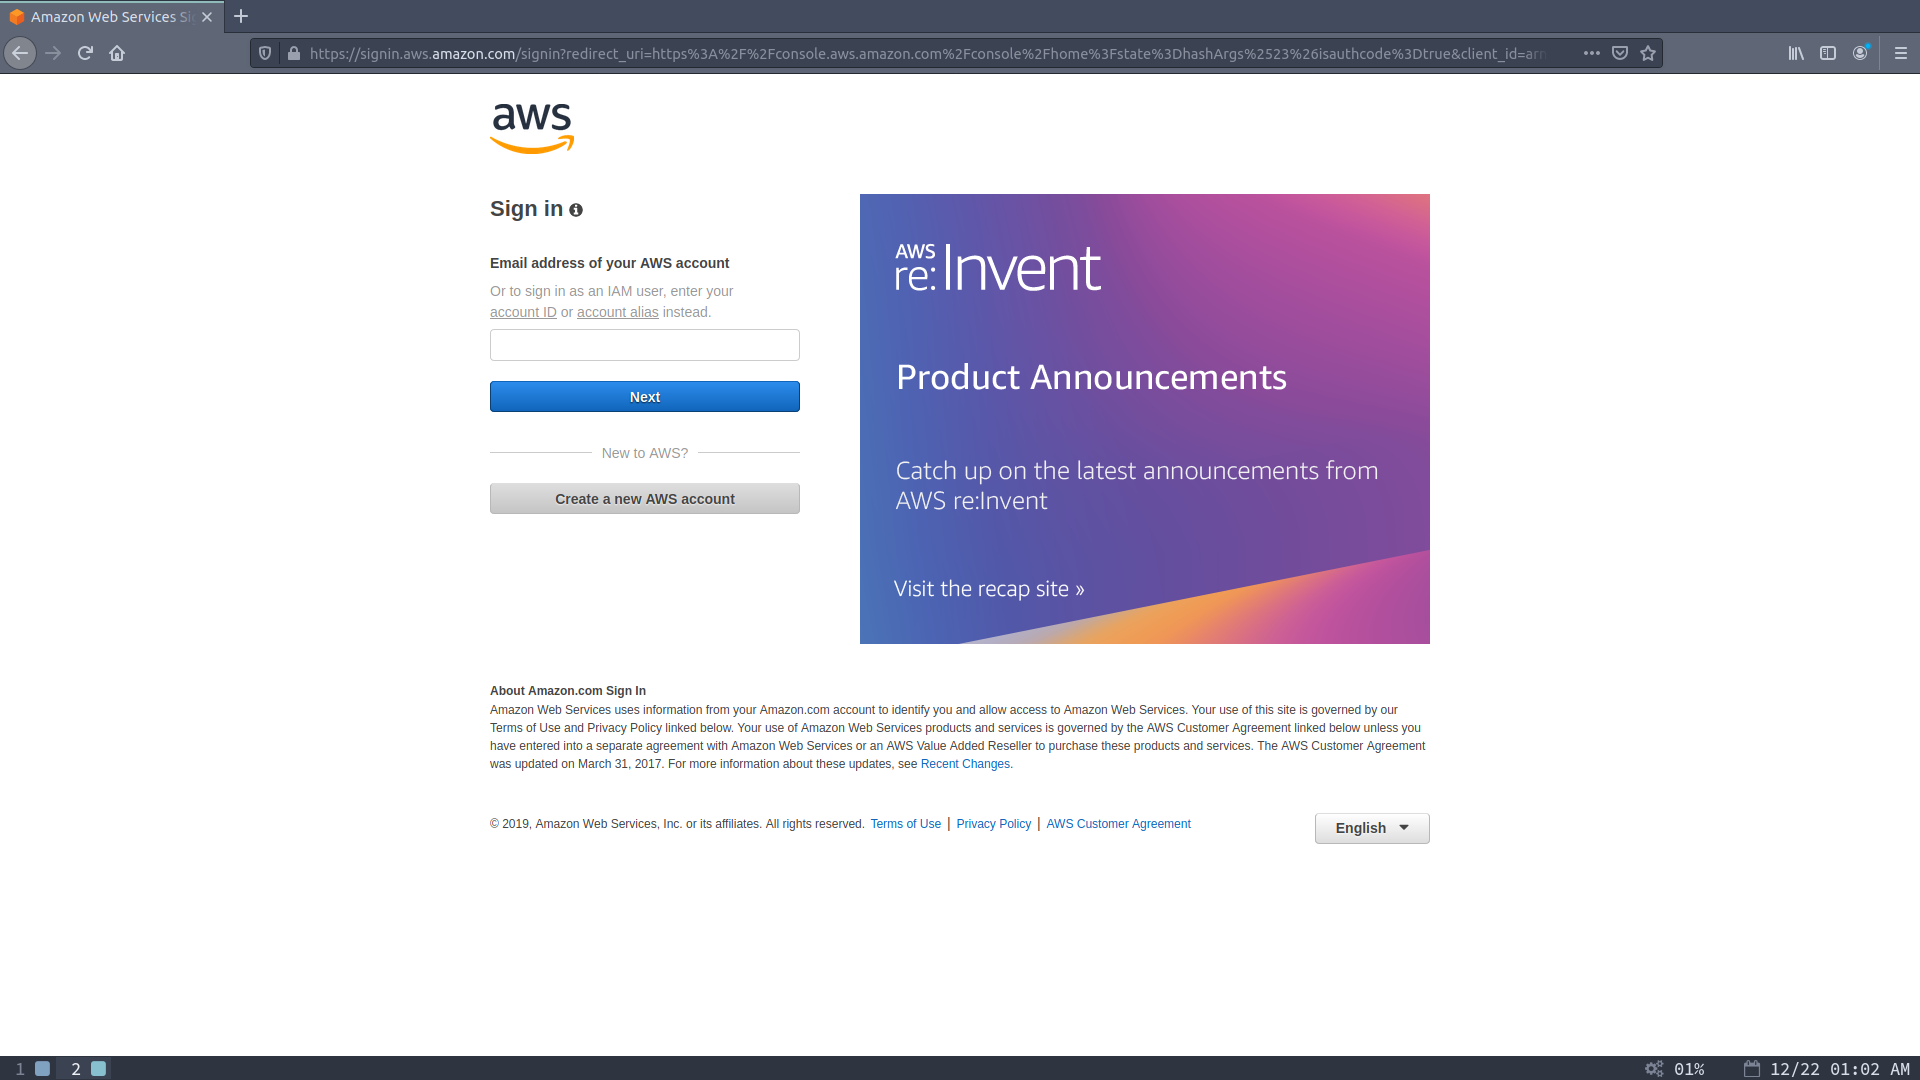 Amazon Web Services Si
https://signin.aws.amazon.com/signin?redirect_uri=https%3A%2F%2Fconsole.aws.amazon.com%2Fconsole%2Fhome%3Fstate%3DhashArgs%2523%26isauthcode%3Dtrue&client_id=arn
aws
Sign in
Email address of your AWS account
Or to sign in as an IAM user, enter your
account ID or account alias instead.
Next
New to AWS?
Create a new AWS account
AWS
re:Invent
Product Announcements
Catch up on the latest announcements from
AWS re:Invent
Visit the recap site »
About Amazon.com Sign In
Amazon Web Services uses information from your Amazon.com account to identify you and allow access to Amazon Web Services. Your use of this site is governed by our
Terms of Use and Privacy Policy linked below. Your use of Amazon Web Services products and services is governed by the AWS Customer Agreement linked below unless you
have entered into a separate agreement with Amazon Web Services or an AWS Value Added Reseller to purchase these products and services. The AWS Customer Agreement
was updated on March 31, 2017. For more information about these updates, see Recent Changes.
© 2019, Amazon Web Services, Inc. or its affiliates. All rights reserved. Terms of Use | Privacy Policy | AWS Customer Agreement
English
1 2 01% 12/22 01:02 AM